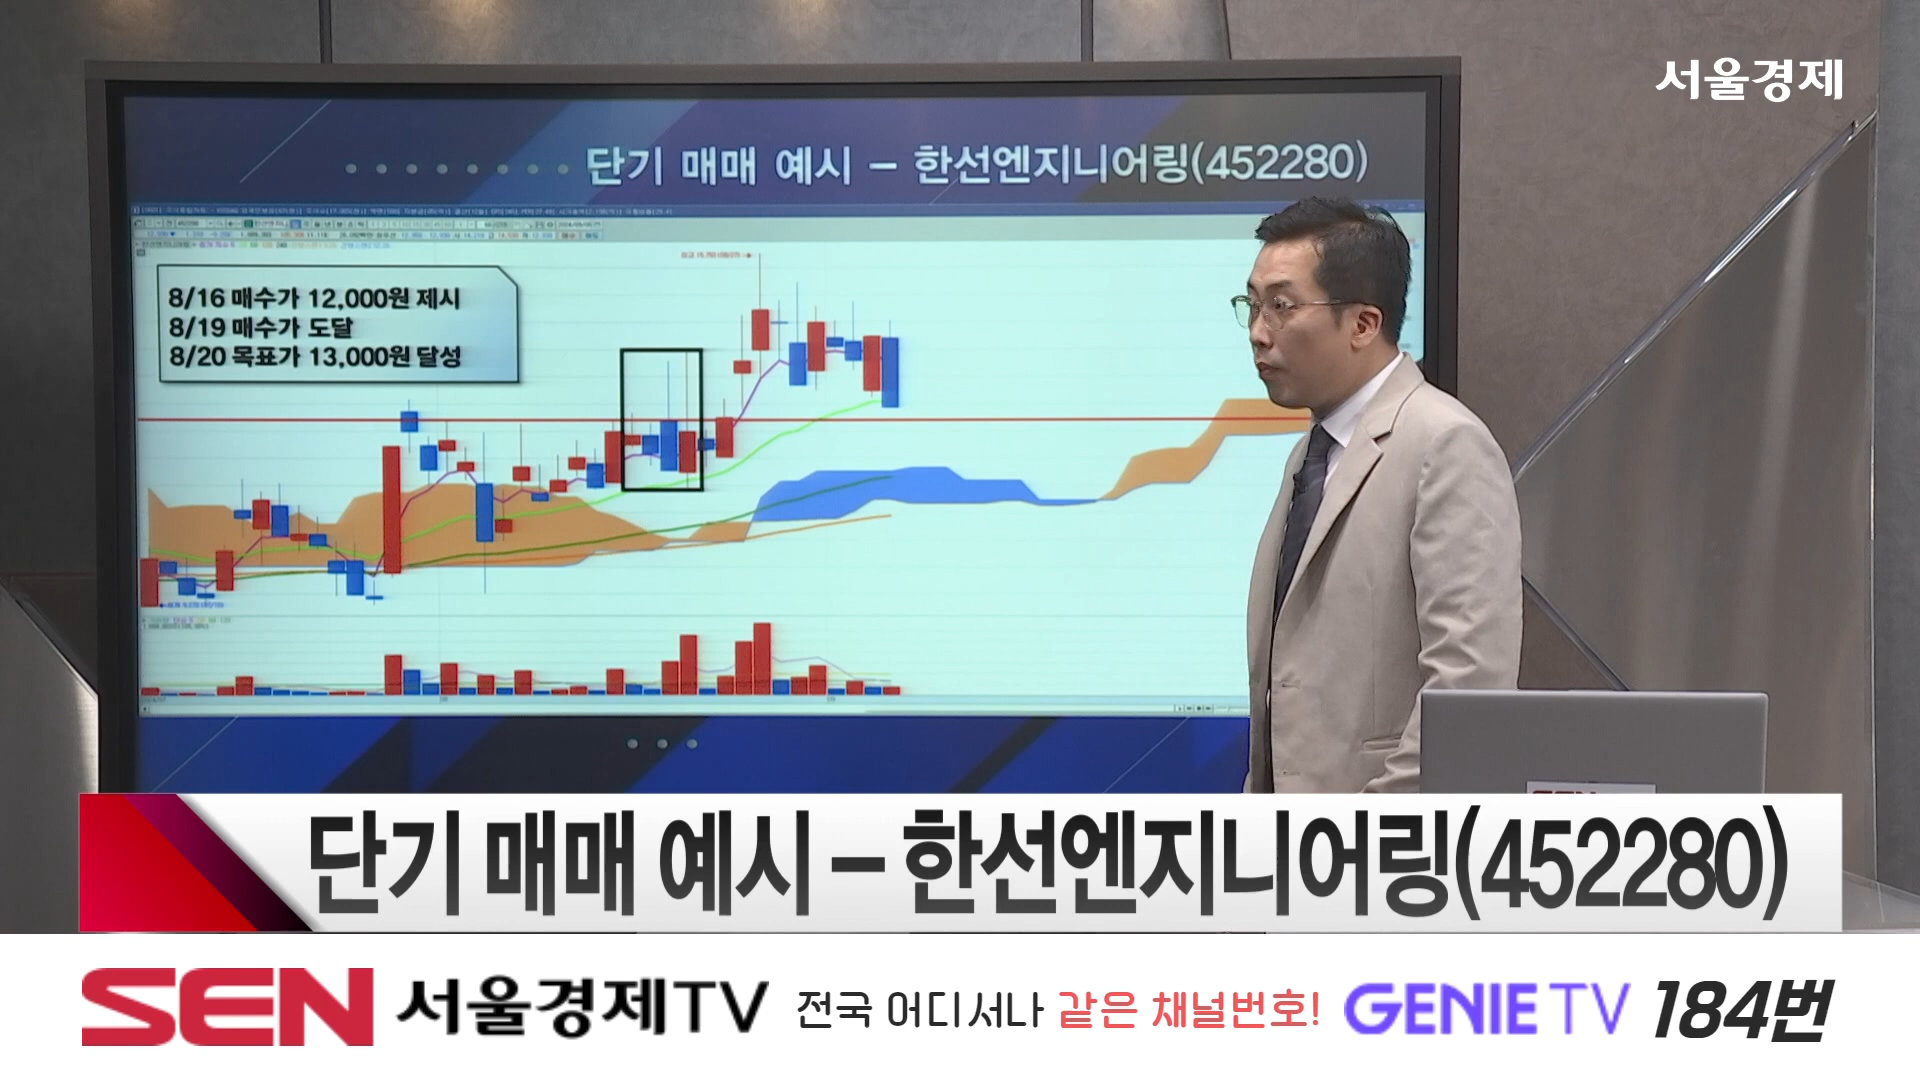 서울경제
단기 매매 예시 - 한선엔지니어링(452280)
8/16 매수가 12,000원 제시
8/19 매수가 도달
8/20 목표가 13,000원 달성
단기 매매 예시 - 한선엔지니어링(452280)
SEN 서울경제TV 전국 어디서나 같은 채널번호! GENIE TV 184번